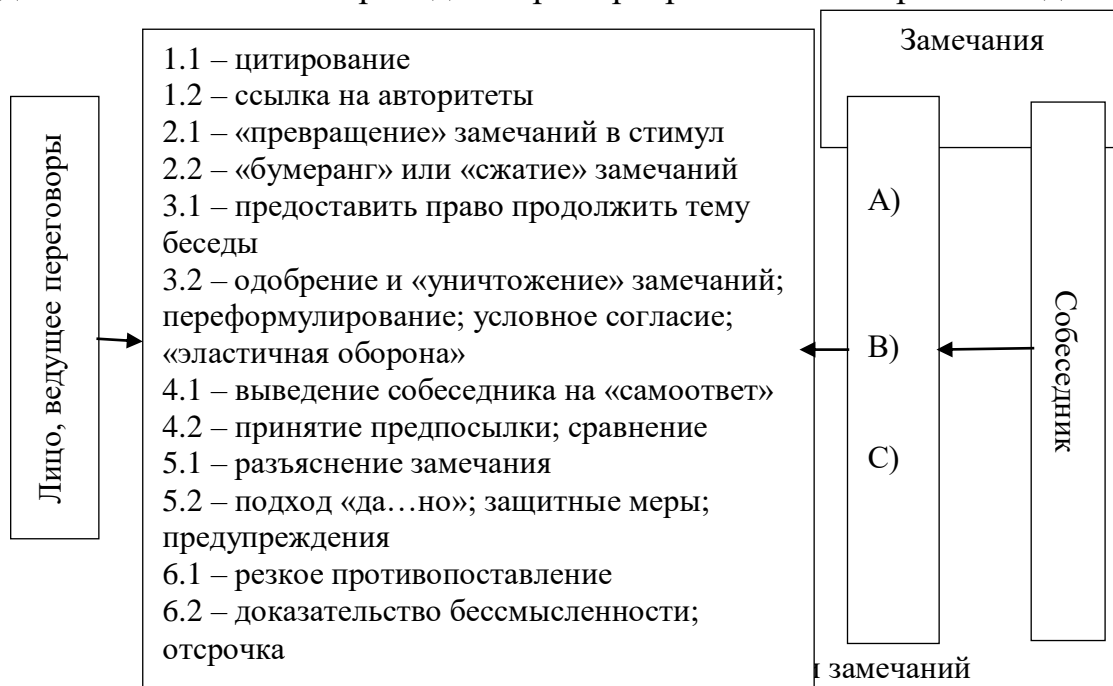 Замечания
Лицо, ведущее переговоры
1.1 – цитирование
1.2 – ссылка на авторитеты
2.1 – «превращение» замечаний в стимул
2.2 – «бумеранг» или «сжатие» замечаний
3.1 – предоставить право продолжить тему
беседы
3.2 – одобрение и «уничтожение» замечаний;
переформулирование; условное согласие;
«эластичная оборона»
4.1 – выведение собеседника на «самоответ»
4.2 – принятие предпосылки; сравнение
5.1 – разъяснение замечания
5.2 – подход «да…но»; защитные меры;
предупреждения
6.1 – резкое противопоставление
6.2 – доказательство бессмысленности;
отсрочка
A)
B)
C)
Собеседник
замечаний